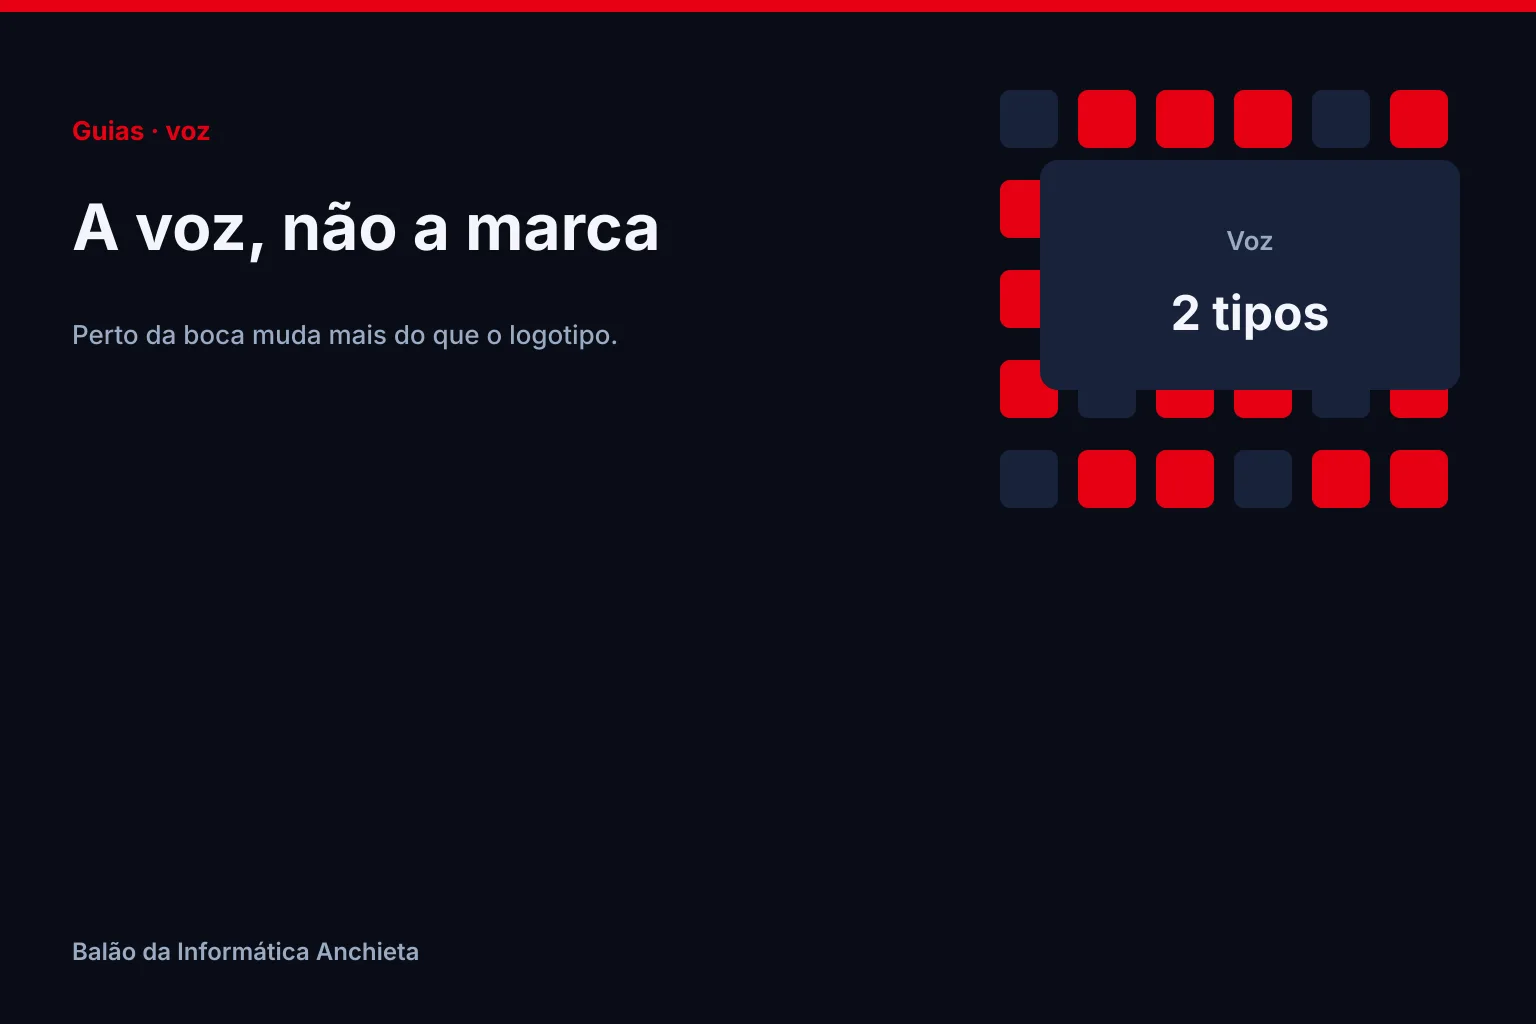 Guias · voz
A voz, não a marca
Perto da boca muda mais do que o logotipo.
Voz
2 tipos
Balão da Informática Anchieta